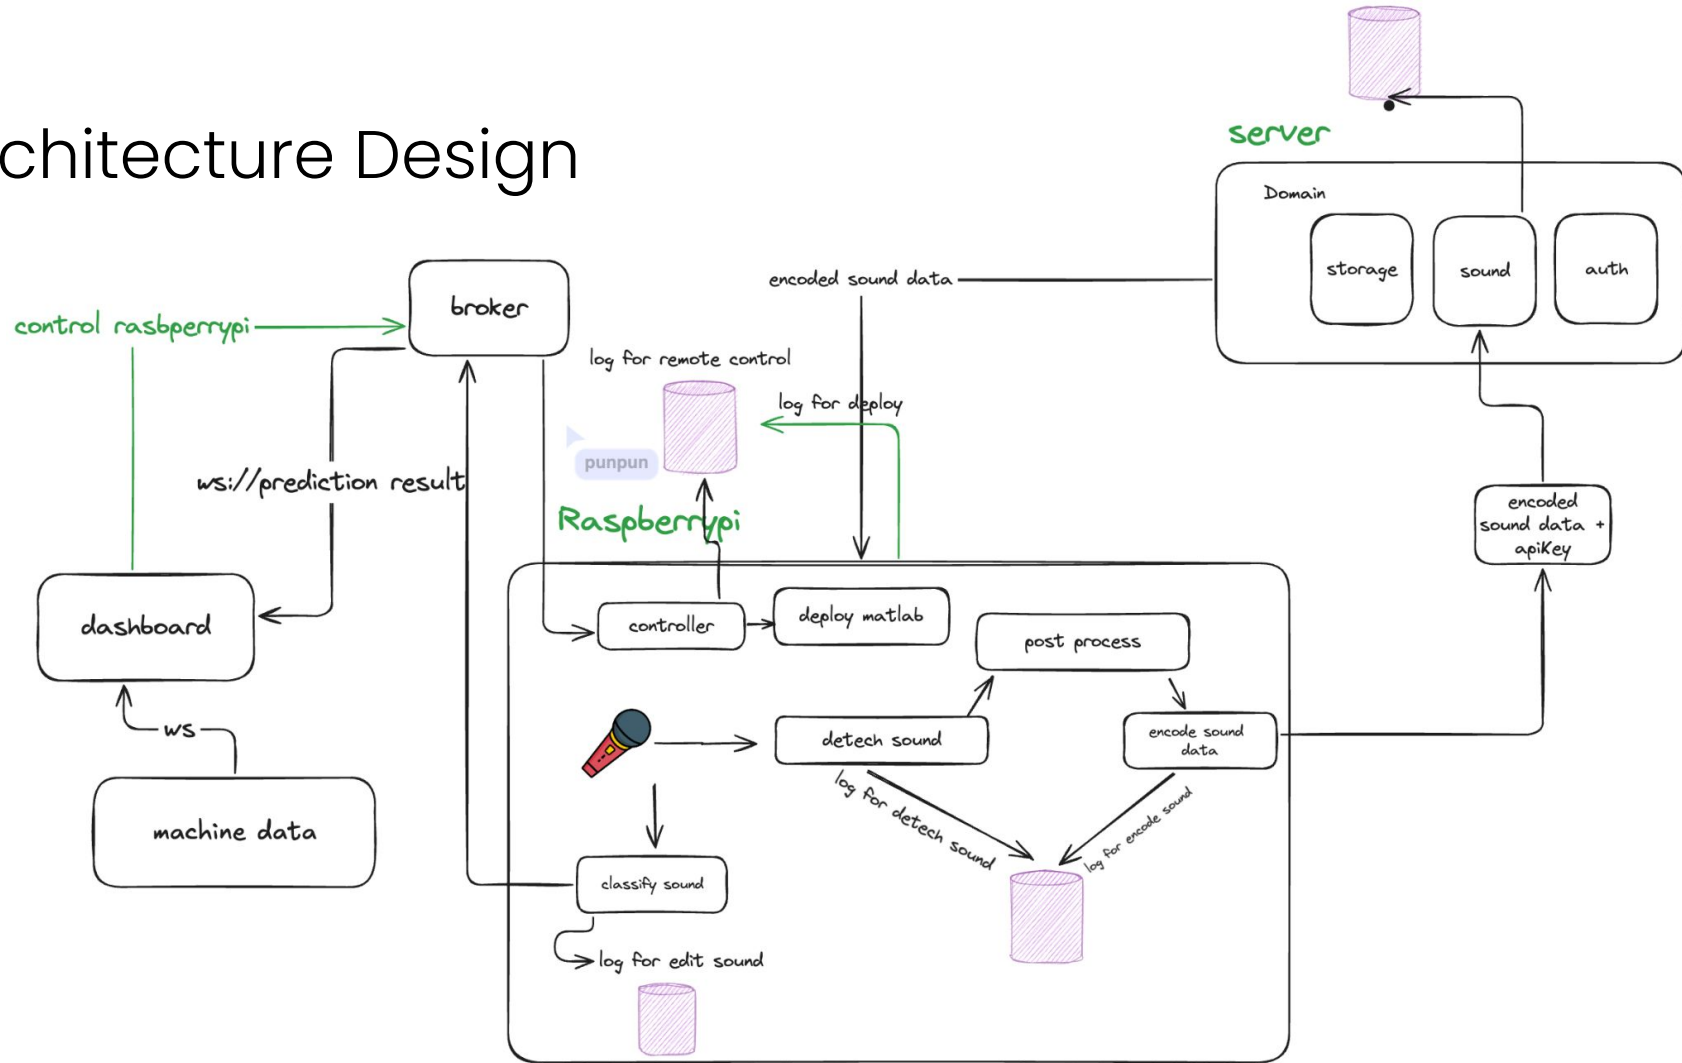 chitecture Design
server
Domain
storage
sound
auth
encoded sound data
broker
control rasbperrypi
log for remote control
log for deploy
punpun
ws://prediction result
Raspberrypi
encoded
sound data +
apiKey
dashboard
controller
deploy matlab
post process
ws
detech sound
encode sound
data
machine data
log for detech sound
log for encode sound
classify sound
log for edit sound